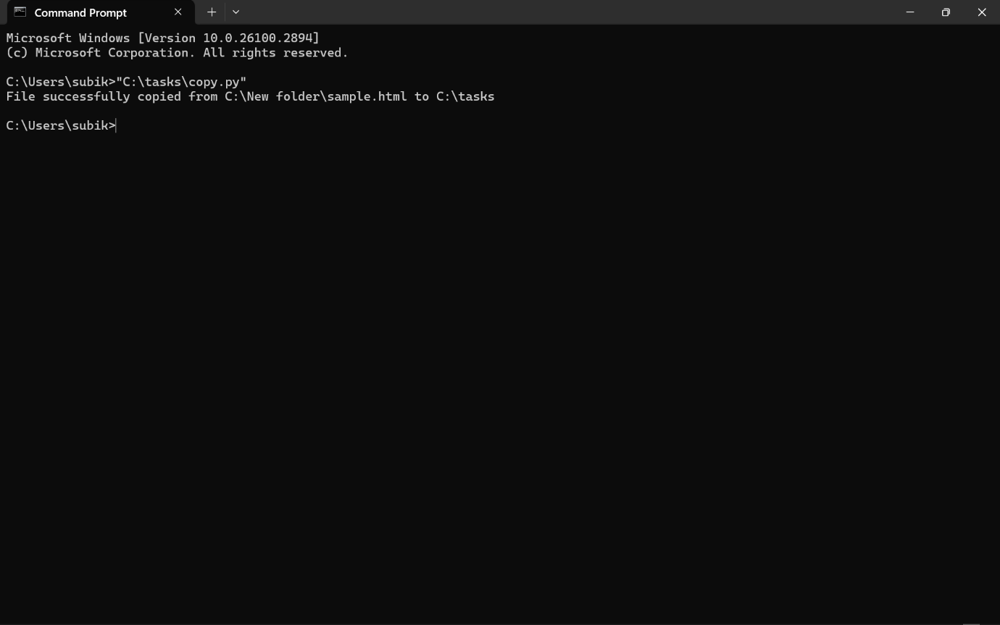 Command Prompt
Microsoft Windows [Version 10.0.26100.2894]
(c) Microsoft Corporation. All rights reserved.
C:\Users\subik>"C:\tasks\copy.py"
File successfully copied from C:\New folder\sample.html to C:\tasks
C:\Users\subik>